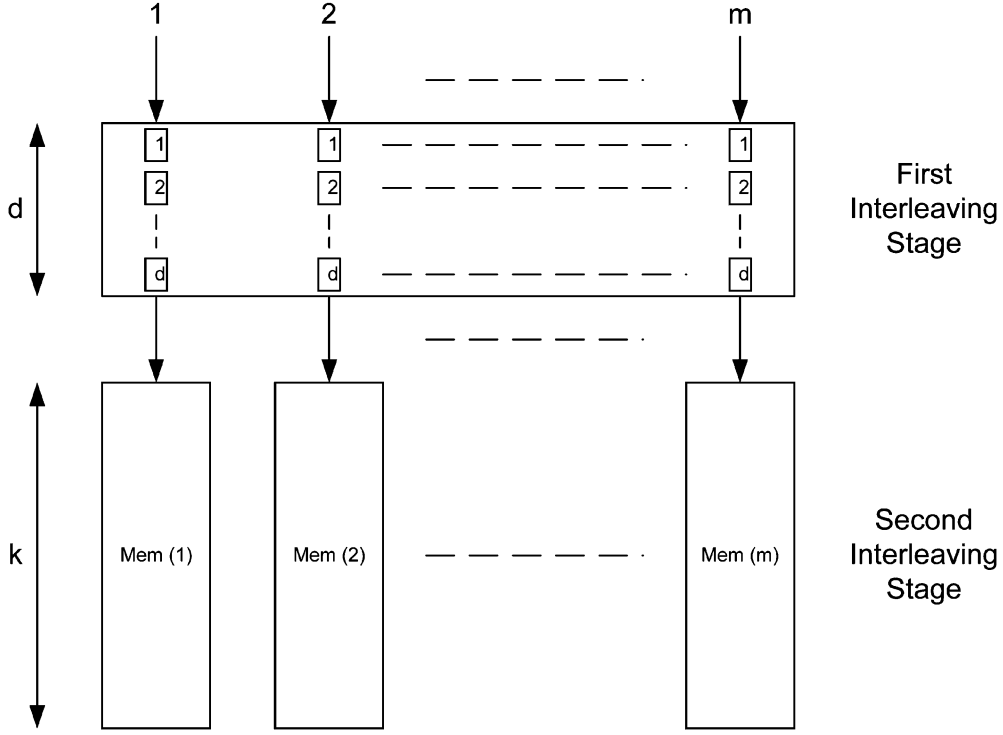 1 2 m
d
1 1 1
2 2 2
d d d
First
Interleaving
Stage
k
Mem (1) Mem (2) Mem (m)
Second
Interleaving
Stage